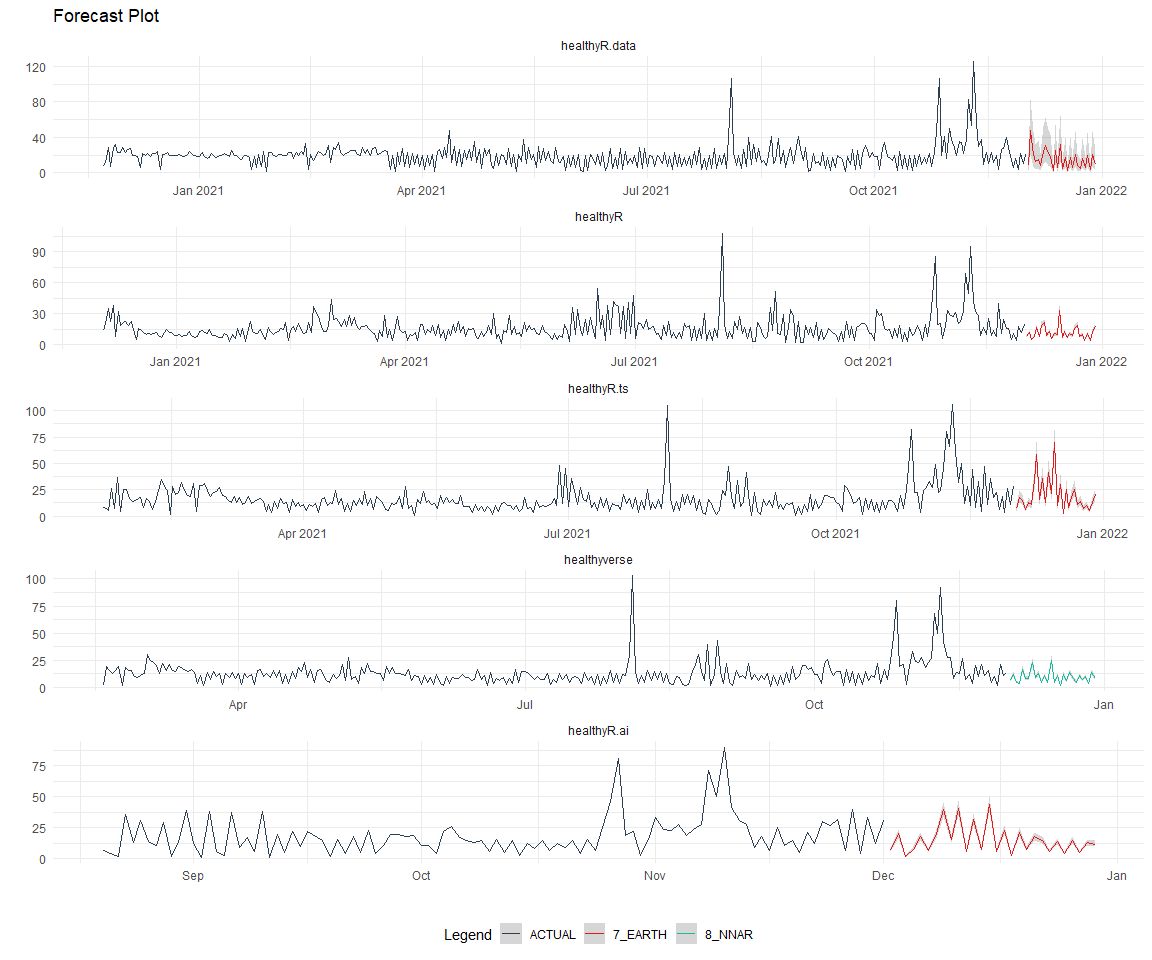 Forecast Plot
healthyR.data
120
80
40
0
Jan 2021 Apr 2021 Jul 2021 Oct 2021 Jan 2022
healthyR
90
60
30
0
Jan 2021 Apr 2021 Jul 2021 Oct 2021 Jan 2022
healthyR.ts
100
75
50
25
0
Apr 2021 Jul 2021 Oct 2021 Jan 2022
healthyverse
100
75
50
25
0
Apr Jul Oct Jan
healthyR.ai
75
50
25
0
Sep Oct Nov Dec Jan
Legend ACTUAL 7_EARTH 8_NNAR